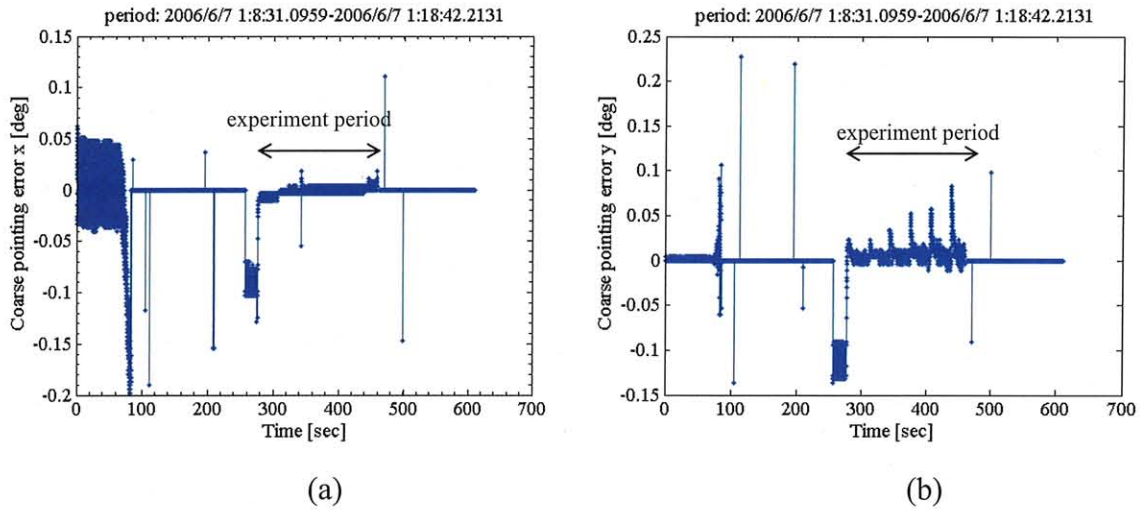 period: 2006/6/7 1:8:31.0959-2006/6/7 1:18:42.2131
0.15
0.1
0.05
0
-0.05
-0.1
-0.15
-0.2
Coarse pointing error x [deg]
experiment period
0 100 200 300 400 500 600 700
Time [sec]
(a)
period: 2006/6/7 1:8:31.0959-2006/6/7 1:18:42.2131
0.25
0.2
0.15
0.1
0.05
0
-0.05
-0.1
-0.15
Coarse pointing error y [deg]
experiment period
0 100 200 300 400 500 600 700
Time [sec]
(b)